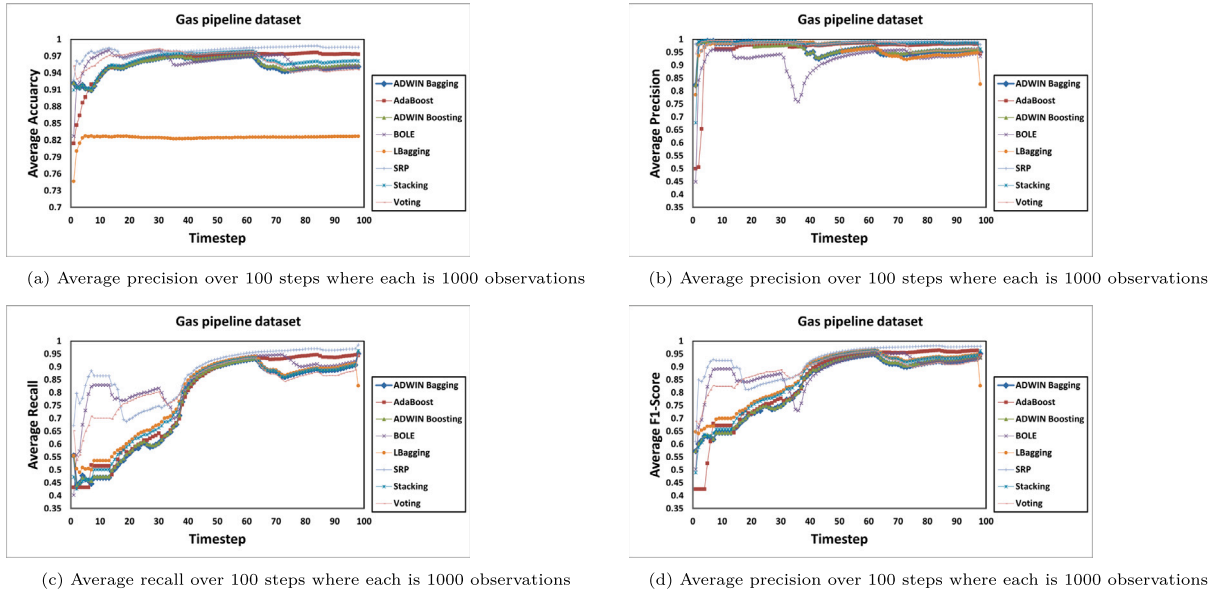 Gas pipeline dataset
Average Accuarcy
1
0.97
0.94
0.91
0.88
0.85
0.82
0.79
0.76
0.73
0.7
0 10 20 30 40 50 60 70 80 90 100
Timestep
ADWIN Bagging
AdaBoost
ADWIN Boosting
BOLE
LBagging
SRP
Stacking
Voting
(a) Average precision over 100 steps where each is 1000 observations
Gas pipeline dataset
Average Precision
1
0.95
0.9
0.85
0.8
0.75
0.7
0.65
0.6
0.55
0.5
0.45
0.4
0.35
0 10 20 30 40 50 60 70 80 90 100
Timestep
ADWIN Bagging
AdaBoost
ADWIN Boosting
BOLE
LBagging
SRP
Stacking
Voting
(b) Average precision over 100 steps where each is 1000 observations
Gas pipeline dataset
Average Recall
1
0.95
0.9
0.85
0.8
0.75
0.7
0.65
0.6
0.55
0.5
0.45
0.4
0.35
0 10 20 30 40 50 60 70 80 90 100
Timestep
ADWIN Bagging
AdaBoost
ADWIN Boosting
BOLE
LBagging
SRP
Stacking
Voting
(c) Average recall over 100 steps where each is 1000 observations
Gas pipeline dataset
Average F1-Score
1
0.95
0.9
0.85
0.8
0.75
0.7
0.65
0.6
0.55
0.5
0.45
0.4
0.35
0 10 20 30 40 50 60 70 80 90 100
Timestep
ADWIN Bagging
AdaBoost
ADWIN Boosting
BOLE
LBagging
SRP
Stacking
Voting
(d) Average precision over 100 steps where each is 1000 observations